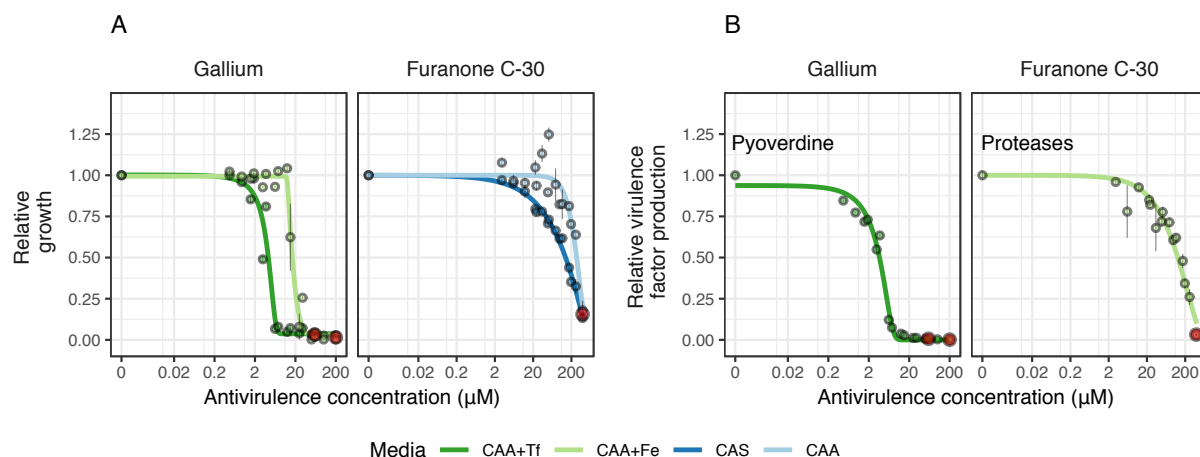 A
B
Gallium
Furanone C-30
Gallium
Furanone C-30
Relative
growth
1.25
1.00
0.75
0.50
0.25
0.00
0 0.02 0.2 2 20 200
0 0.02 0.2 2 20 200
Antivirulence concentration (μM)
Relative virulence
factor production
1.25
1.00
0.75
0.50
0.25
0.00
Pyoverdine
Proteases
0 0.02 0.2 2 20 200
0 0.02 0.2 2 20 200
Antivirulence concentration (μM)
Media CAA+Tf CAA+Fe CAS CAA